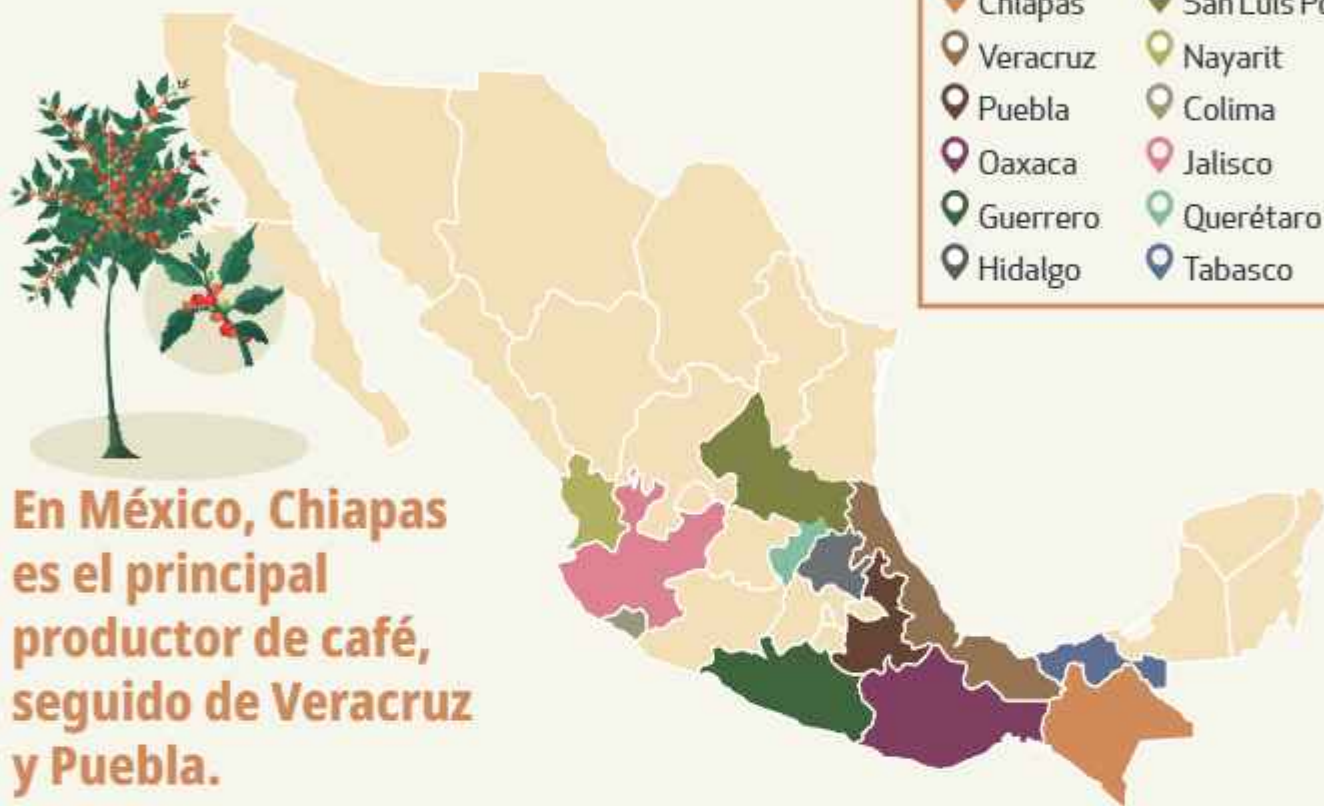 Chiapas
Veracruz
Puebla
Oaxaca
Guerrero
Hidalgo
San Luis
Nayarit
Colima
Jalisco
Querétaro
Tabasco
En México, Chiapas
es el principal
productor de café,
seguido de Veracruz
y Puebla.